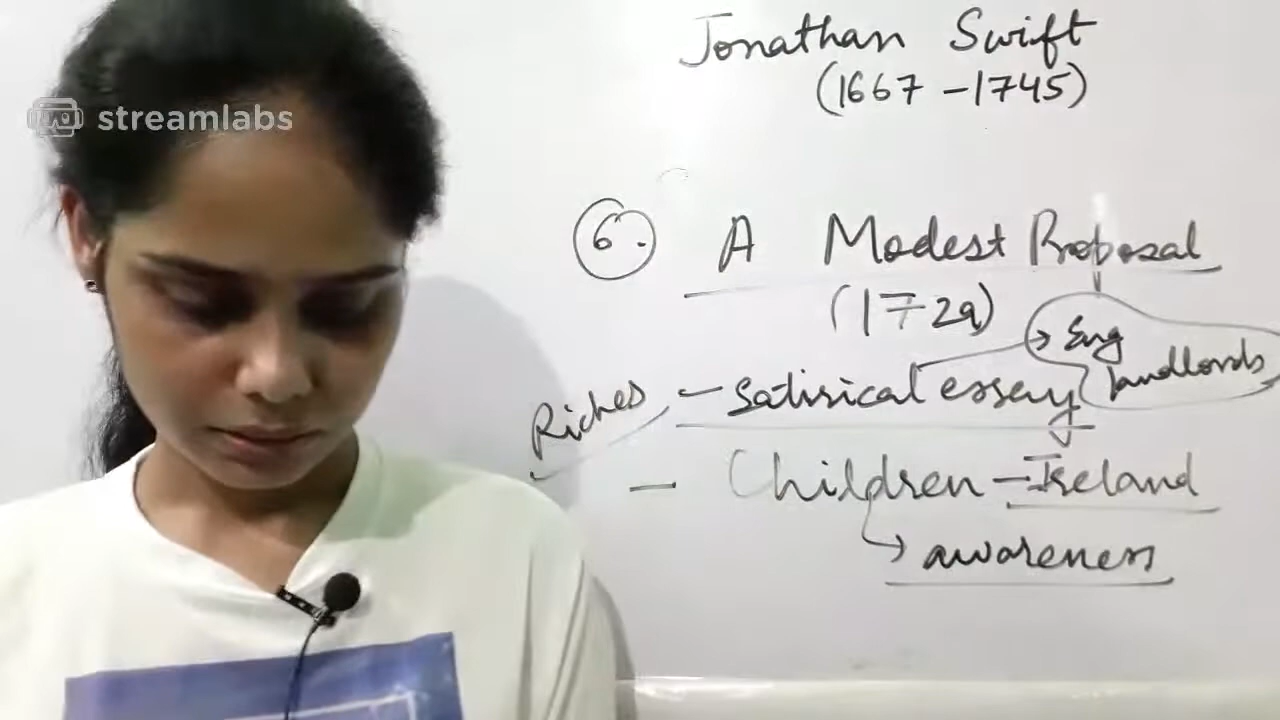 streamlabs
Jonathan Swift
(1667 - 1745)
6. A Modest Proposal
(1729)
→ Eng landlords
Riches
- Satirical essay
- Children - Ireland
↳ awareness